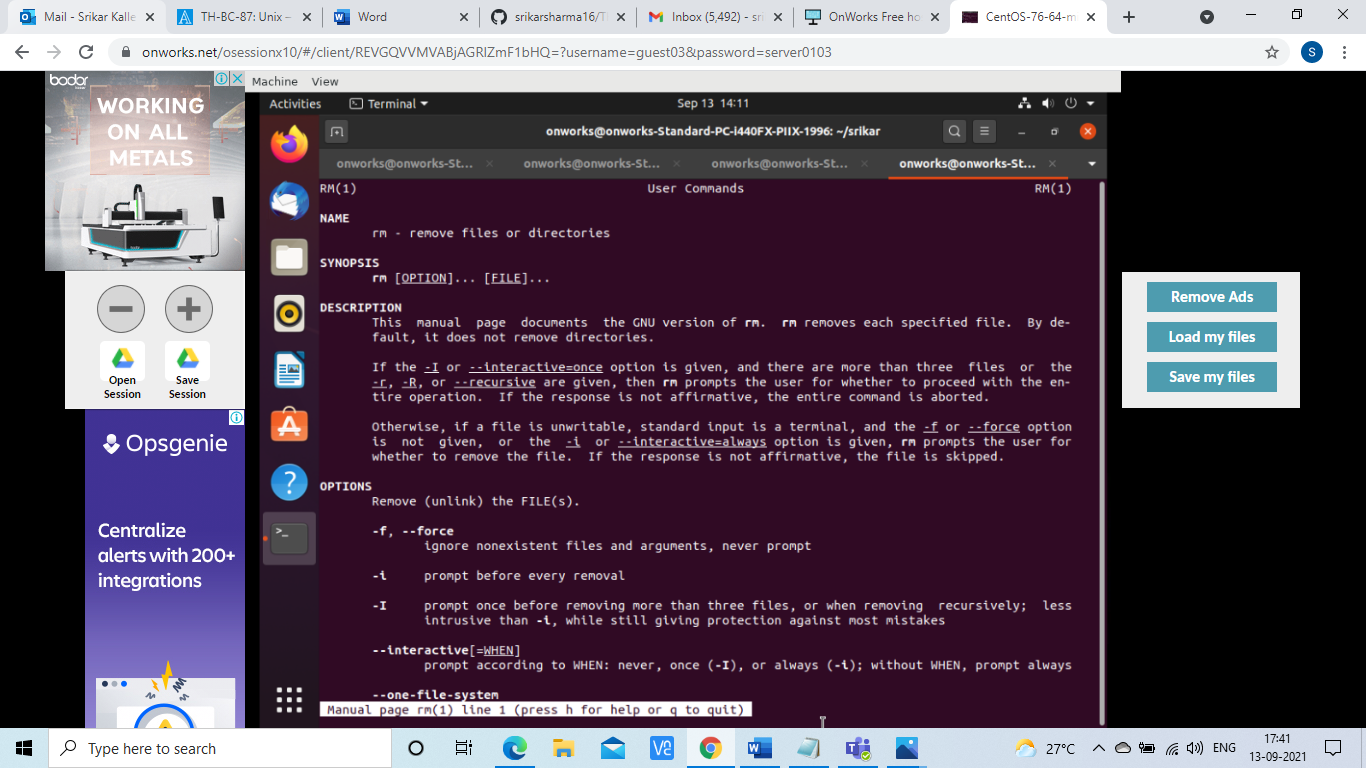 Mail - Srikar Kalle
TH-BC-87: Unix –
Word
srikarsharma16/T
Inbox (5,492) - sri
OnWorks Free ho
CentOS-76-64-m
onworks.net/osessionx10/#/client/REVGQVVMVABjAGRlZmF1bHQ=?username=guest03&password=server0103
S
bodor
WORKING
ON ALL
METALS
Open
Session
Save
Session
Opsgenie
Centralize
alerts with 200+
integrations
Machine View
Activities Terminal Sep 13 14:11
onworks@onworks-Standard-PC-i440FX-PIIX-1996: ~/srikar
onworks@onworks-St... onworks@onworks-St... onworks@onworks-St... onworks@onworks-St...
RM(1) User Commands RM(1)
NAME
rm - remove files or directories
SYNOPSIS
rm [OPTION]... [FILE]...
DESCRIPTION
This manual page documents the GNU version of rm. rm removes each specified file. By de-
fault, it does not remove directories.
If the -I or --interactive=once option is given, and there are more than three files or the
-r, -R, or --recursive are given, then rm prompts the user for whether to proceed with the en-
tire operation. If the response is not affirmative, the entire command is aborted.
Otherwise, if a file is unwritable, standard input is a terminal, and the -f or --force option
is not given, or the -i or --interactive=always option is given, rm prompts the user for
whether to remove the file. If the response is not affirmative, the file is skipped.
OPTIONS
Remove (unlink) the FILE(s).
-f, --force
ignore nonexistent files and arguments, never prompt
-i prompt before every removal
-I prompt once before removing more than three files, or when removing recursively; less
intrusive than -i, while still giving protection against most mistakes
--interactive[=WHEN]
prompt according to WHEN: never, once (-I), or always (-i); without WHEN, prompt always
--one-file-system
Manual page rm(1) line 1 (press h for help or q to quit)
Remove Ads
Load my files
Save my files
Type here to search
27°C
ENG
17:41
13-09-2021